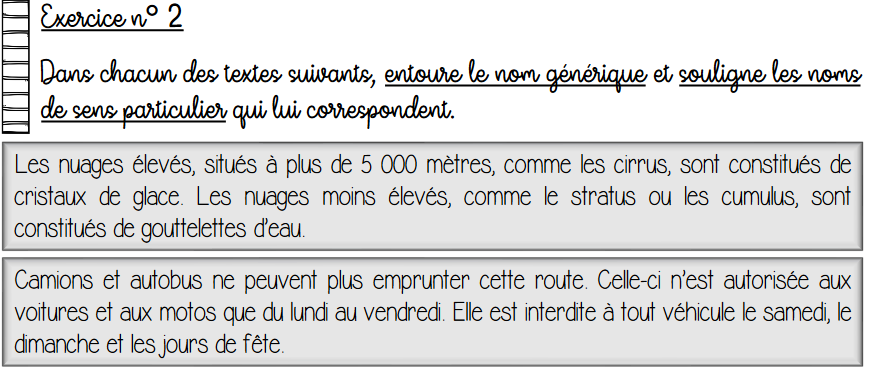 Exercice n° 2
Dans chacun des textes suivants, entoure le nom générique et souligne les noms
de sens particulier qui lui correspondent.
Les nuages élevés, situés à plus de 5 000 mètres, comme les cirrus, sont constitués de
cristaux de glace. Les nuages moins élevés, comme le stratus ou les cumulus, sont
constitués de gouttelettes d'eau.
Camions et autobus ne peuvent plus emprunter cette route. Celle-ci n'est autorisée aux
voitures et aux motos que du lundi au vendredi. Elle est interdite à tout véhicule le samedi, le
dimanche et les jours de fête.